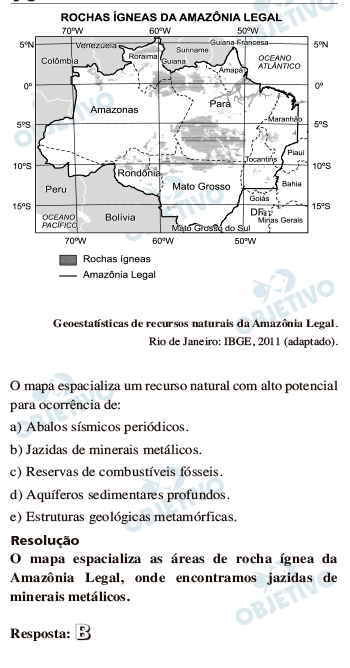 ROCHAS ÍGNEAS DA AMAZÔNIA LEGAL
70°W 60°W 50°W
5°N Venezuela Roraima Guiana Suriname Guiana Francesa 5°N
Colômbia Amapá OCEANO ATLÂNTICO
0° 0°
Amazonas Pará
5°S Maranhão 5°S
Tocantins Piauí
10°S Rondônia 10°S
Peru Mato Grosso Bahia
Goiás
15°S 15°S
OCEANO PACÍFICO Bolívia DF Minas Gerais
Mato Grosso do Sul
70°W 60°W 50°W
Rochas ígneas
Amazônia Legal
Geoestatísticas de recursos naturais da Amazônia Legal.
Rio de Janeiro: IBGE, 2011 (adaptado).
O mapa espacializa um recurso natural com alto potencial
para ocorrência de:
a) Abalos sísmicos periódicos.
b) Jazidas de minerais metálicos.
c) Reservas de combustíveis fósseis.
d) Aquíferos sedimentares profundos.
e) Estruturas geológicas metamórficas.
Resolução
O mapa espacializa as áreas de rocha ígnea da
Amazônia Legal, onde encontramos jazidas de
minerais metálicos.
Resposta: B
OBJETIVO
OBJETIVO
OBJETIVO
OBJETIVO
OBJETIVO
OBJETIVO
OBJETIVO